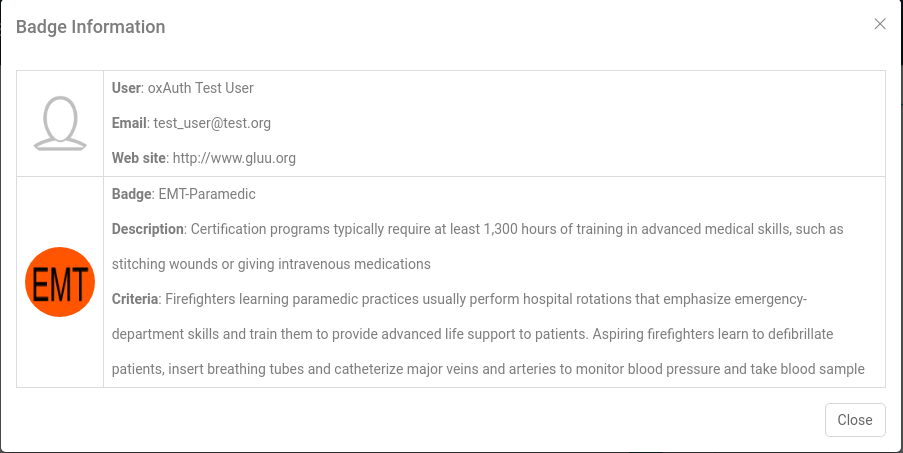 Badge Information
User: oxAuth Test User
Email: test_user@test.org
Web site: http://www.gluu.org
Badge: EMT-Paramedic
Description: Certification programs typically require at least 1,300 hours of training in advanced medical skills, such as
stitching wounds or giving intravenous medications
EMT
Criteria: Firefighters learning paramedic practices usually perform hospital rotations that emphasize emergency-
department skills and train them to provide advanced life support to patients. Aspiring firefighters learn to defibrillate
patients, insert breathing tubes and catheterize major veins and arteries to monitor blood pressure and take blood sample
Close